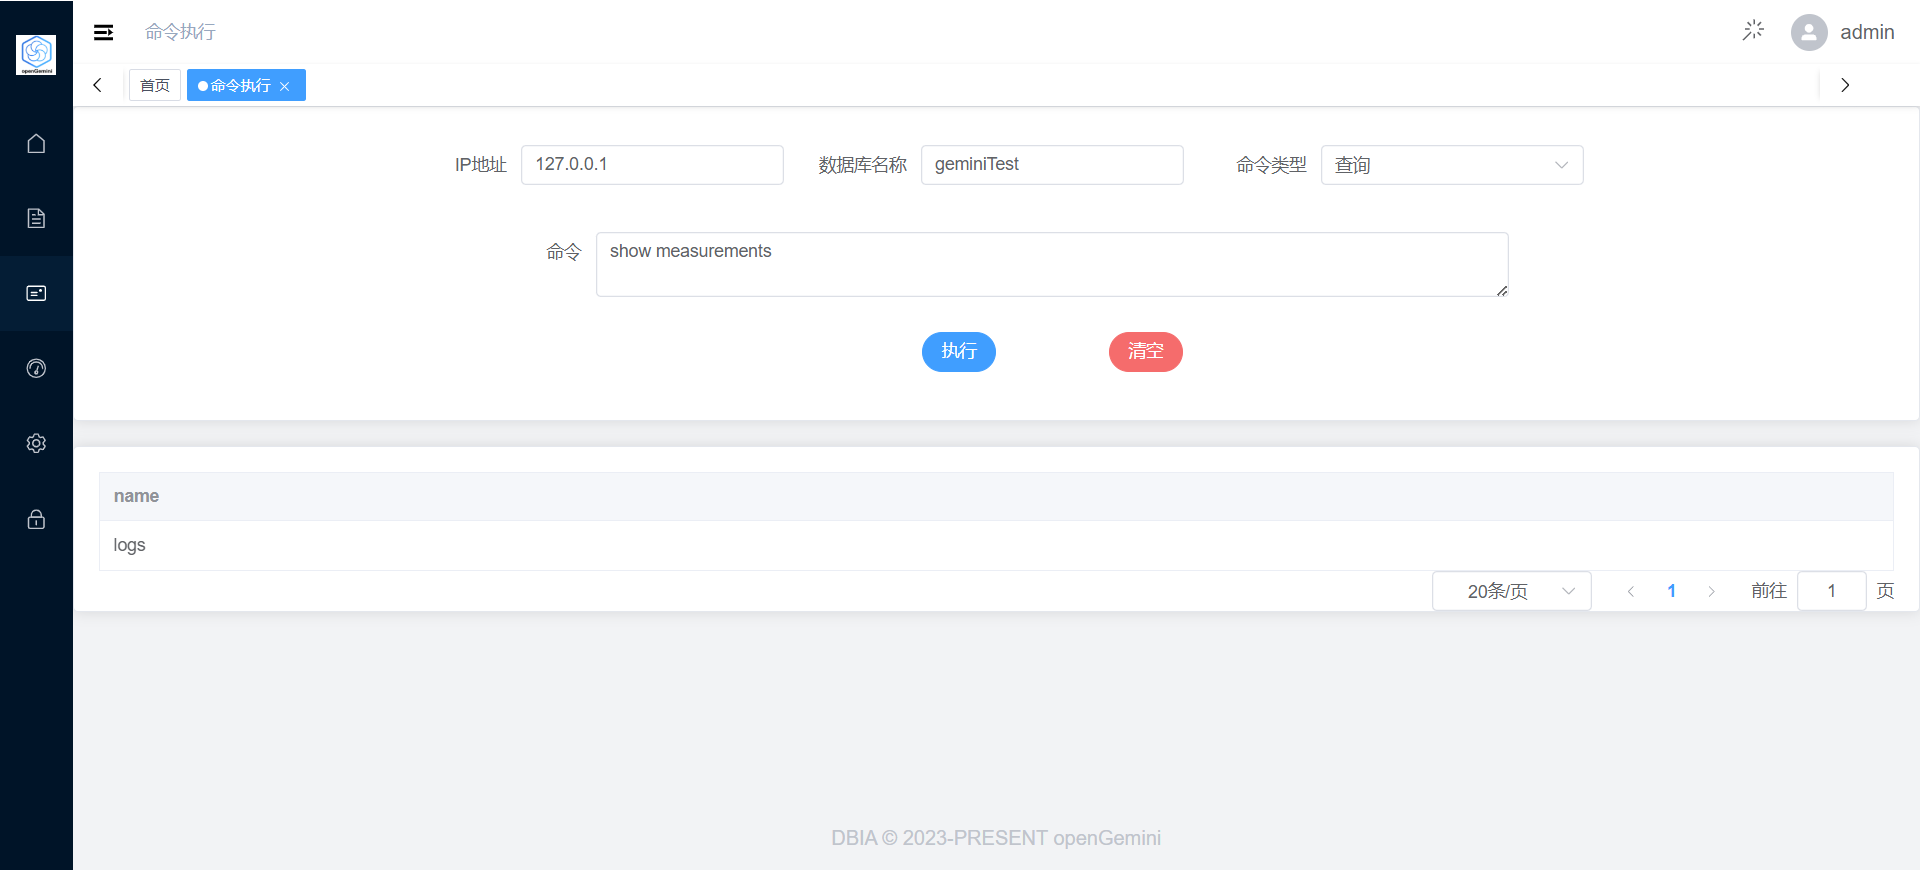 openGemini
命令执行
admin
首页
命令执行
IP地址 127.0.0.1 数据库名称 geminiTest 命令类型 查询
命令 show measurements
执行 清空
name
logs
20条/页 1 前往 1 页
DBIA © 2023-PRESENT openGemini